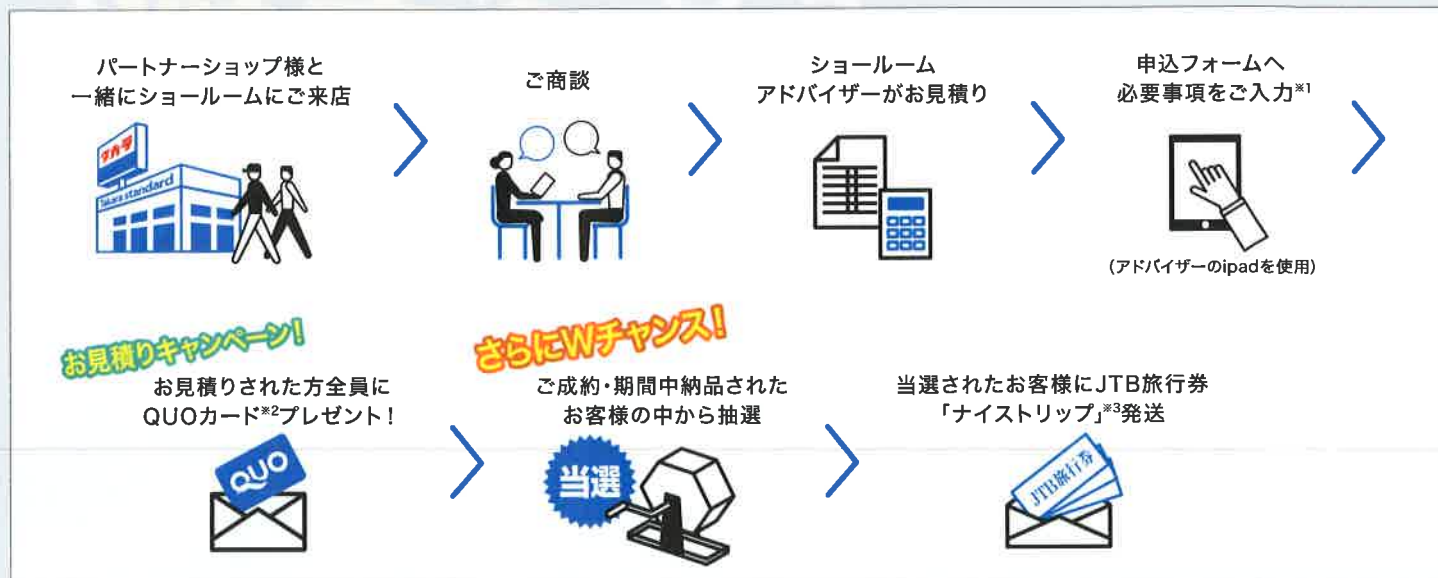 パートナーショップ様と
一緒にショールームにご来店
タカラ
Takara standard
ご商談
ショールーム
アドバイザーがお見積り
申込フォームへ
必要事項をご入力※1
(アドバイザーのipadを使用)
お見積りキャンペーン!
お見積りされた方全員に
QUOカード※2プレゼント!
QUO
さらにWチャンス!
ご成約・期間中納品された
お客様の中から抽選
当選
当選されたお客様にJTB旅行券
「ナイストリップ」※3発送
JTB旅行券